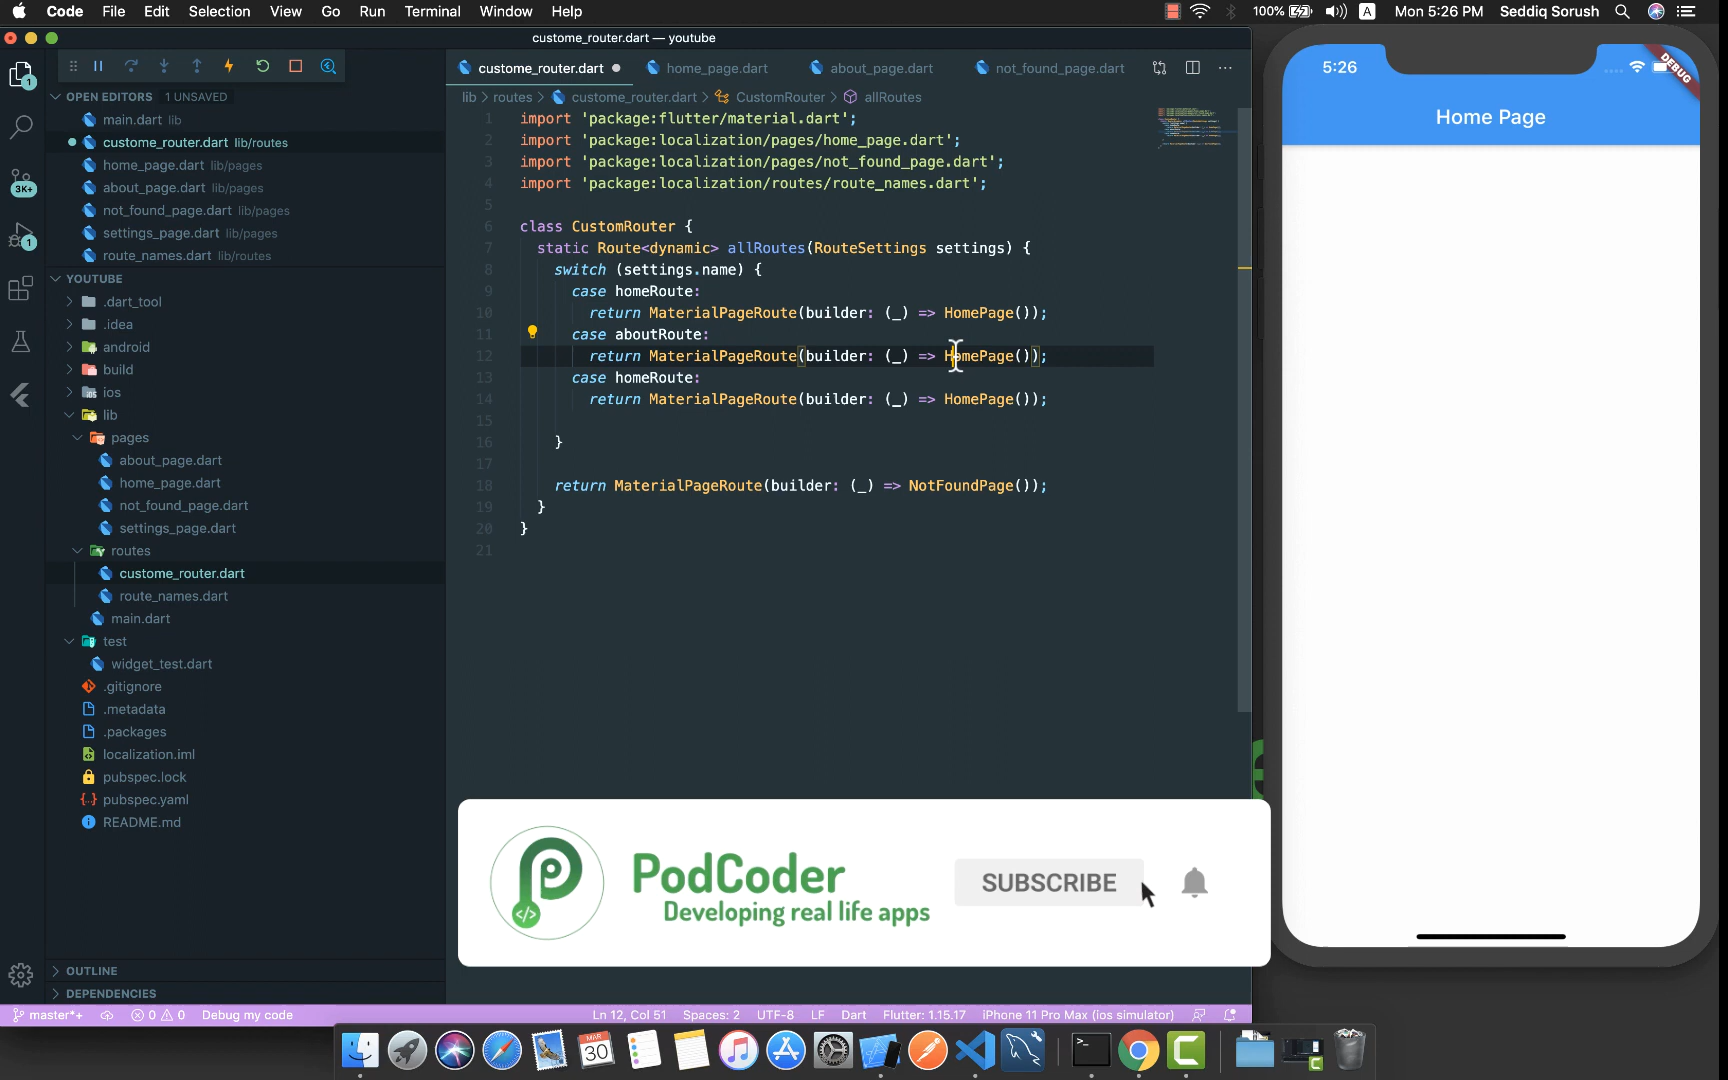 Code File Edit Selection View Go Run Terminal Window Help
100% A Mon 5:26 PM Seddiq Sorush
custome_router.dart — youtube
custome_router.dart home_page.dart about_page.dart not_found_page.dart
lib > routes > custome_router.dart > CustomRouter > allRoutes
OPEN EDITORS 1 UNSAVED
main.dart lib
custome_router.dart lib/routes
home_page.dart lib/pages
about_page.dart lib/pages
not_found_page.dart lib/pages
settings_page.dart lib/pages
route_names.dart lib/routes
YOUTUBE
.dart_tool
.idea
android
build
ios
lib
pages
about_page.dart
home_page.dart
not_found_page.dart
settings_page.dart
routes
custome_router.dart
route_names.dart
main.dart
test
widget_test.dart
.gitignore
.metadata
.packages
localization.iml
pubspec.lock
pubspec.yaml
README.md
OUTLINE
DEPENDENCIES
1
3K+
1
1 import 'package:flutter/material.dart';
2 import 'package:localization/pages/home_page.dart';
3 import 'package:localization/pages/not_found_page.dart';
4 import 'package:localization/routes/route_names.dart';
5
6 class CustomRouter {
7 static Route<dynamic> allRoutes(RouteSettings settings) {
8 switch (settings.name) {
9 case homeRoute:
10 return MaterialPageRoute(builder: (_) => HomePage());
11 case aboutRoute:
12 return MaterialPageRoute(builder: (_) => HomePage());
13 case homeRoute:
14 return MaterialPageRoute(builder: (_) => HomePage());
15
16 }
17
18 return MaterialPageRoute(builder: (_) => NotFoundPage());
19 }
20 }
21
5:26
DEBUG
Home Page
PodCoder
Developing real life apps
SUBSCRIBE
master*+ 0 0 Debug my code
Ln 12, Col 51 Spaces: 2 UTF-8 LF Dart Flutter: 1.15.17 iPhone 11 Pro Max (ios simulator)
MAR
30